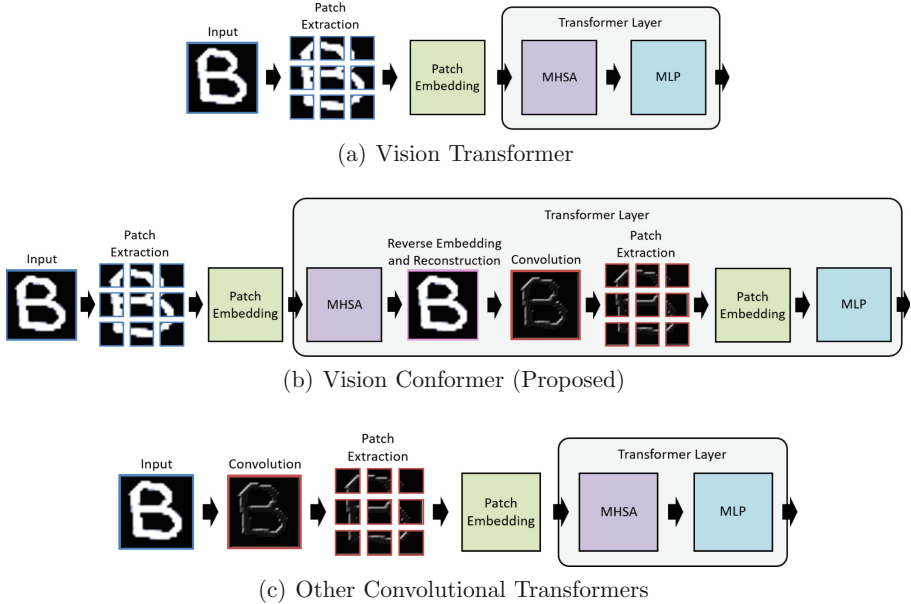 Input
Patch
Extraction
Patch
Embedding
Transformer Layer
MHSA
MLP
(a) Vision Transformer
Input
Patch
Extraction
Patch
Embedding
Transformer Layer
MHSA
Reverse Embedding
and Reconstruction
Convolution
Patch
Extraction
Patch
Embedding
MLP
(b) Vision Conformer (Proposed)
Input
Convolution
Patch
Extraction
Patch
Embedding
Transformer Layer
MHSA
MLP
(c) Other Convolutional Transformers